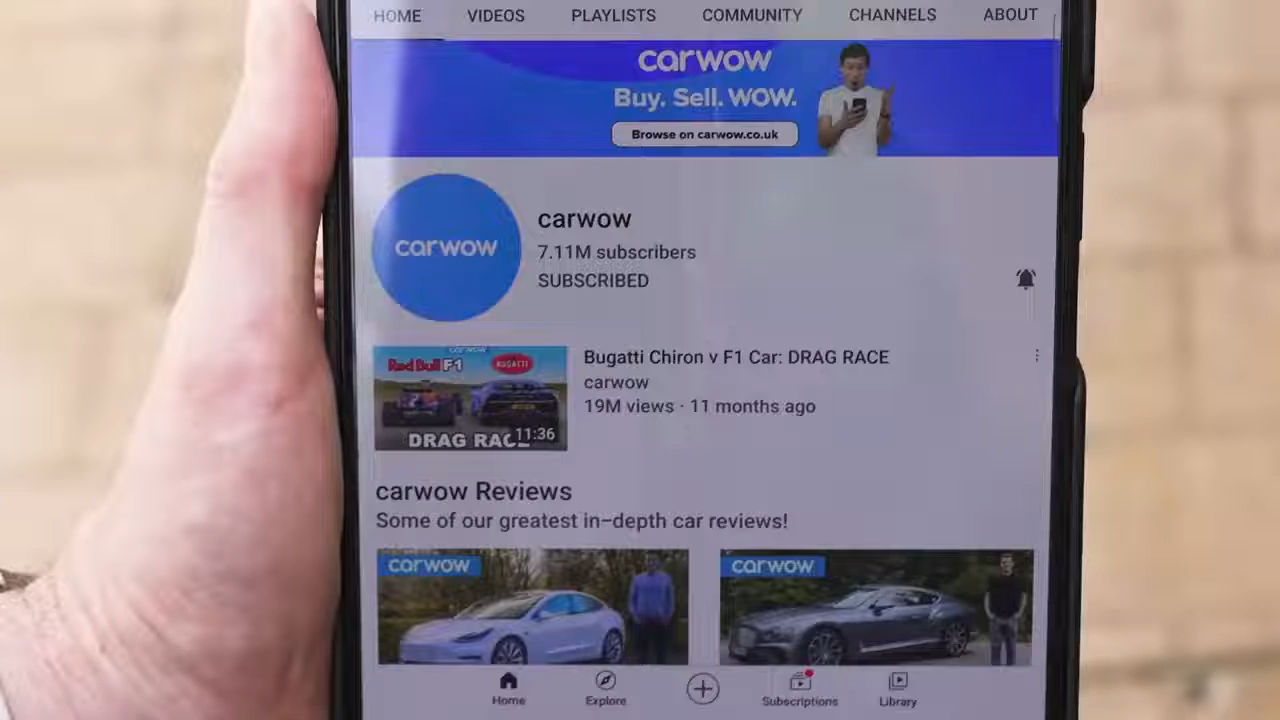 HOME VIDEOS PLAYLISTS COMMUNITY CHANNELS ABOUT
carwow
Buy. Sell. WOW.
Browse on carwow.co.uk
carwow
carwow
7.11M subscribers
SUBSCRIBED
carwow
Red Bull F1 BUGATTI
DRAG RACE
11:36
Bugatti Chiron v F1 Car: DRAG RACE
carwow
19M views · 11 months ago
carwow Reviews
Some of our greatest in-depth car reviews!
carwow carwow
Home Explore Subscriptions Library